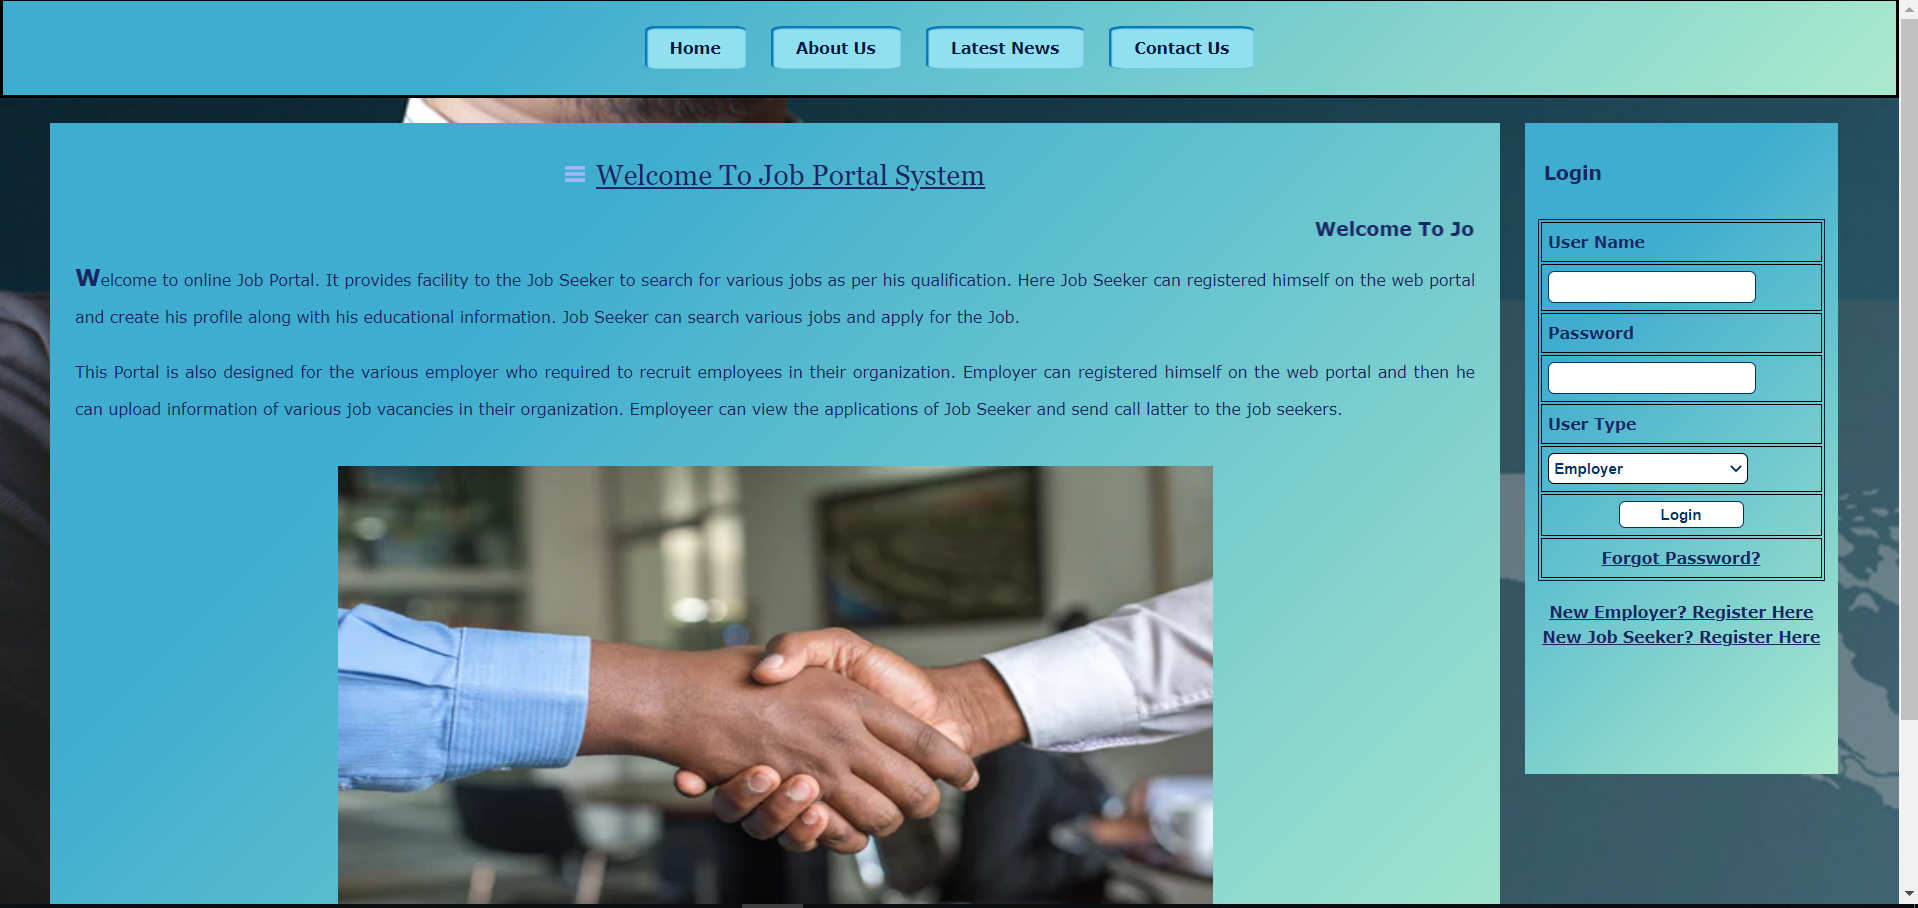 Home
About Us
Latest News
Contact Us
Welcome To Job Portal System
Welcome To Jo
Welcome to online Job Portal. It provides facility to the Job Seeker to search for various jobs as per his qualification. Here Job Seeker can registered himself on the web portal
and create his profile along with his educational information. Job Seeker can search various jobs and apply for the Job.
This Portal is also designed for the various employer who required to recruit employees in their organization. Employer can registered himself on the web portal and then he
can upload information of various job vacancies in their organization. Employeer can view the applications of Job Seeker and send call latter to the job seekers.
Login
User Name
Password
User Type
Employer
Login
Forgot Password?
New Employer? Register Here
New Job Seeker? Register Here